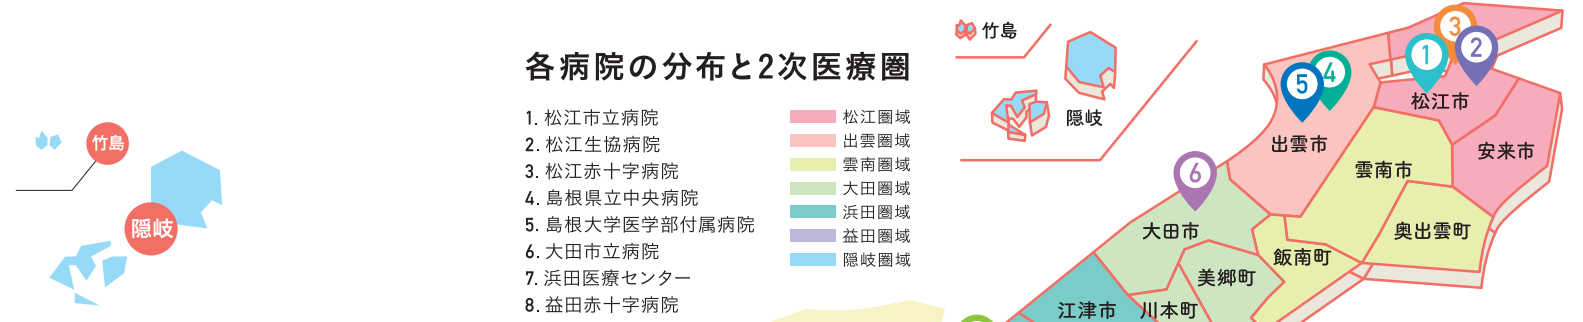 竹島
隠岐
各病院の分布と2次医療圏
1. 松江市立病院
2. 松江生協病院
3. 松江赤十字病院
4. 島根県立中央病院
5. 島根大学医学部付属病院
6. 大田市立病院
7. 浜田医療センター
8. 益田赤十字病院
松江圏域
出雲圏域
雲南圏域
大田圏域
浜田圏域
益田圏域
隠岐圏域
竹島
隠岐
3
1
2
5
4
松江市
出雲市
安来市
雲南市
6
大田市
奥出雲町
飯南町
美郷町
江津市
川本町